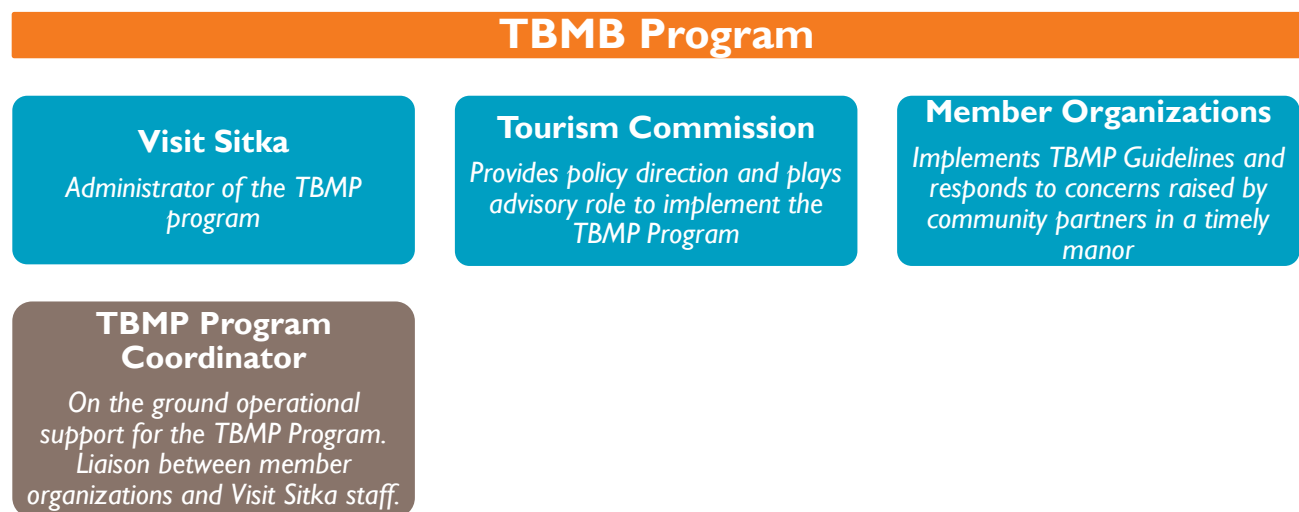 TBMB Program
Visit Sitka
Administrator of the TBMP
program
Tourism Commission
Provides policy direction and plays
advisory role to implement the
TBMP Program
Member Organizations
Implements TBMP Guidelines and
responds to concerns raised by
community partners in a timely
manor
TBMP Program
Coordinator
On the ground operational
support for the TBMP Program.
Liaison between member
organizations and Visit Sitka staff.